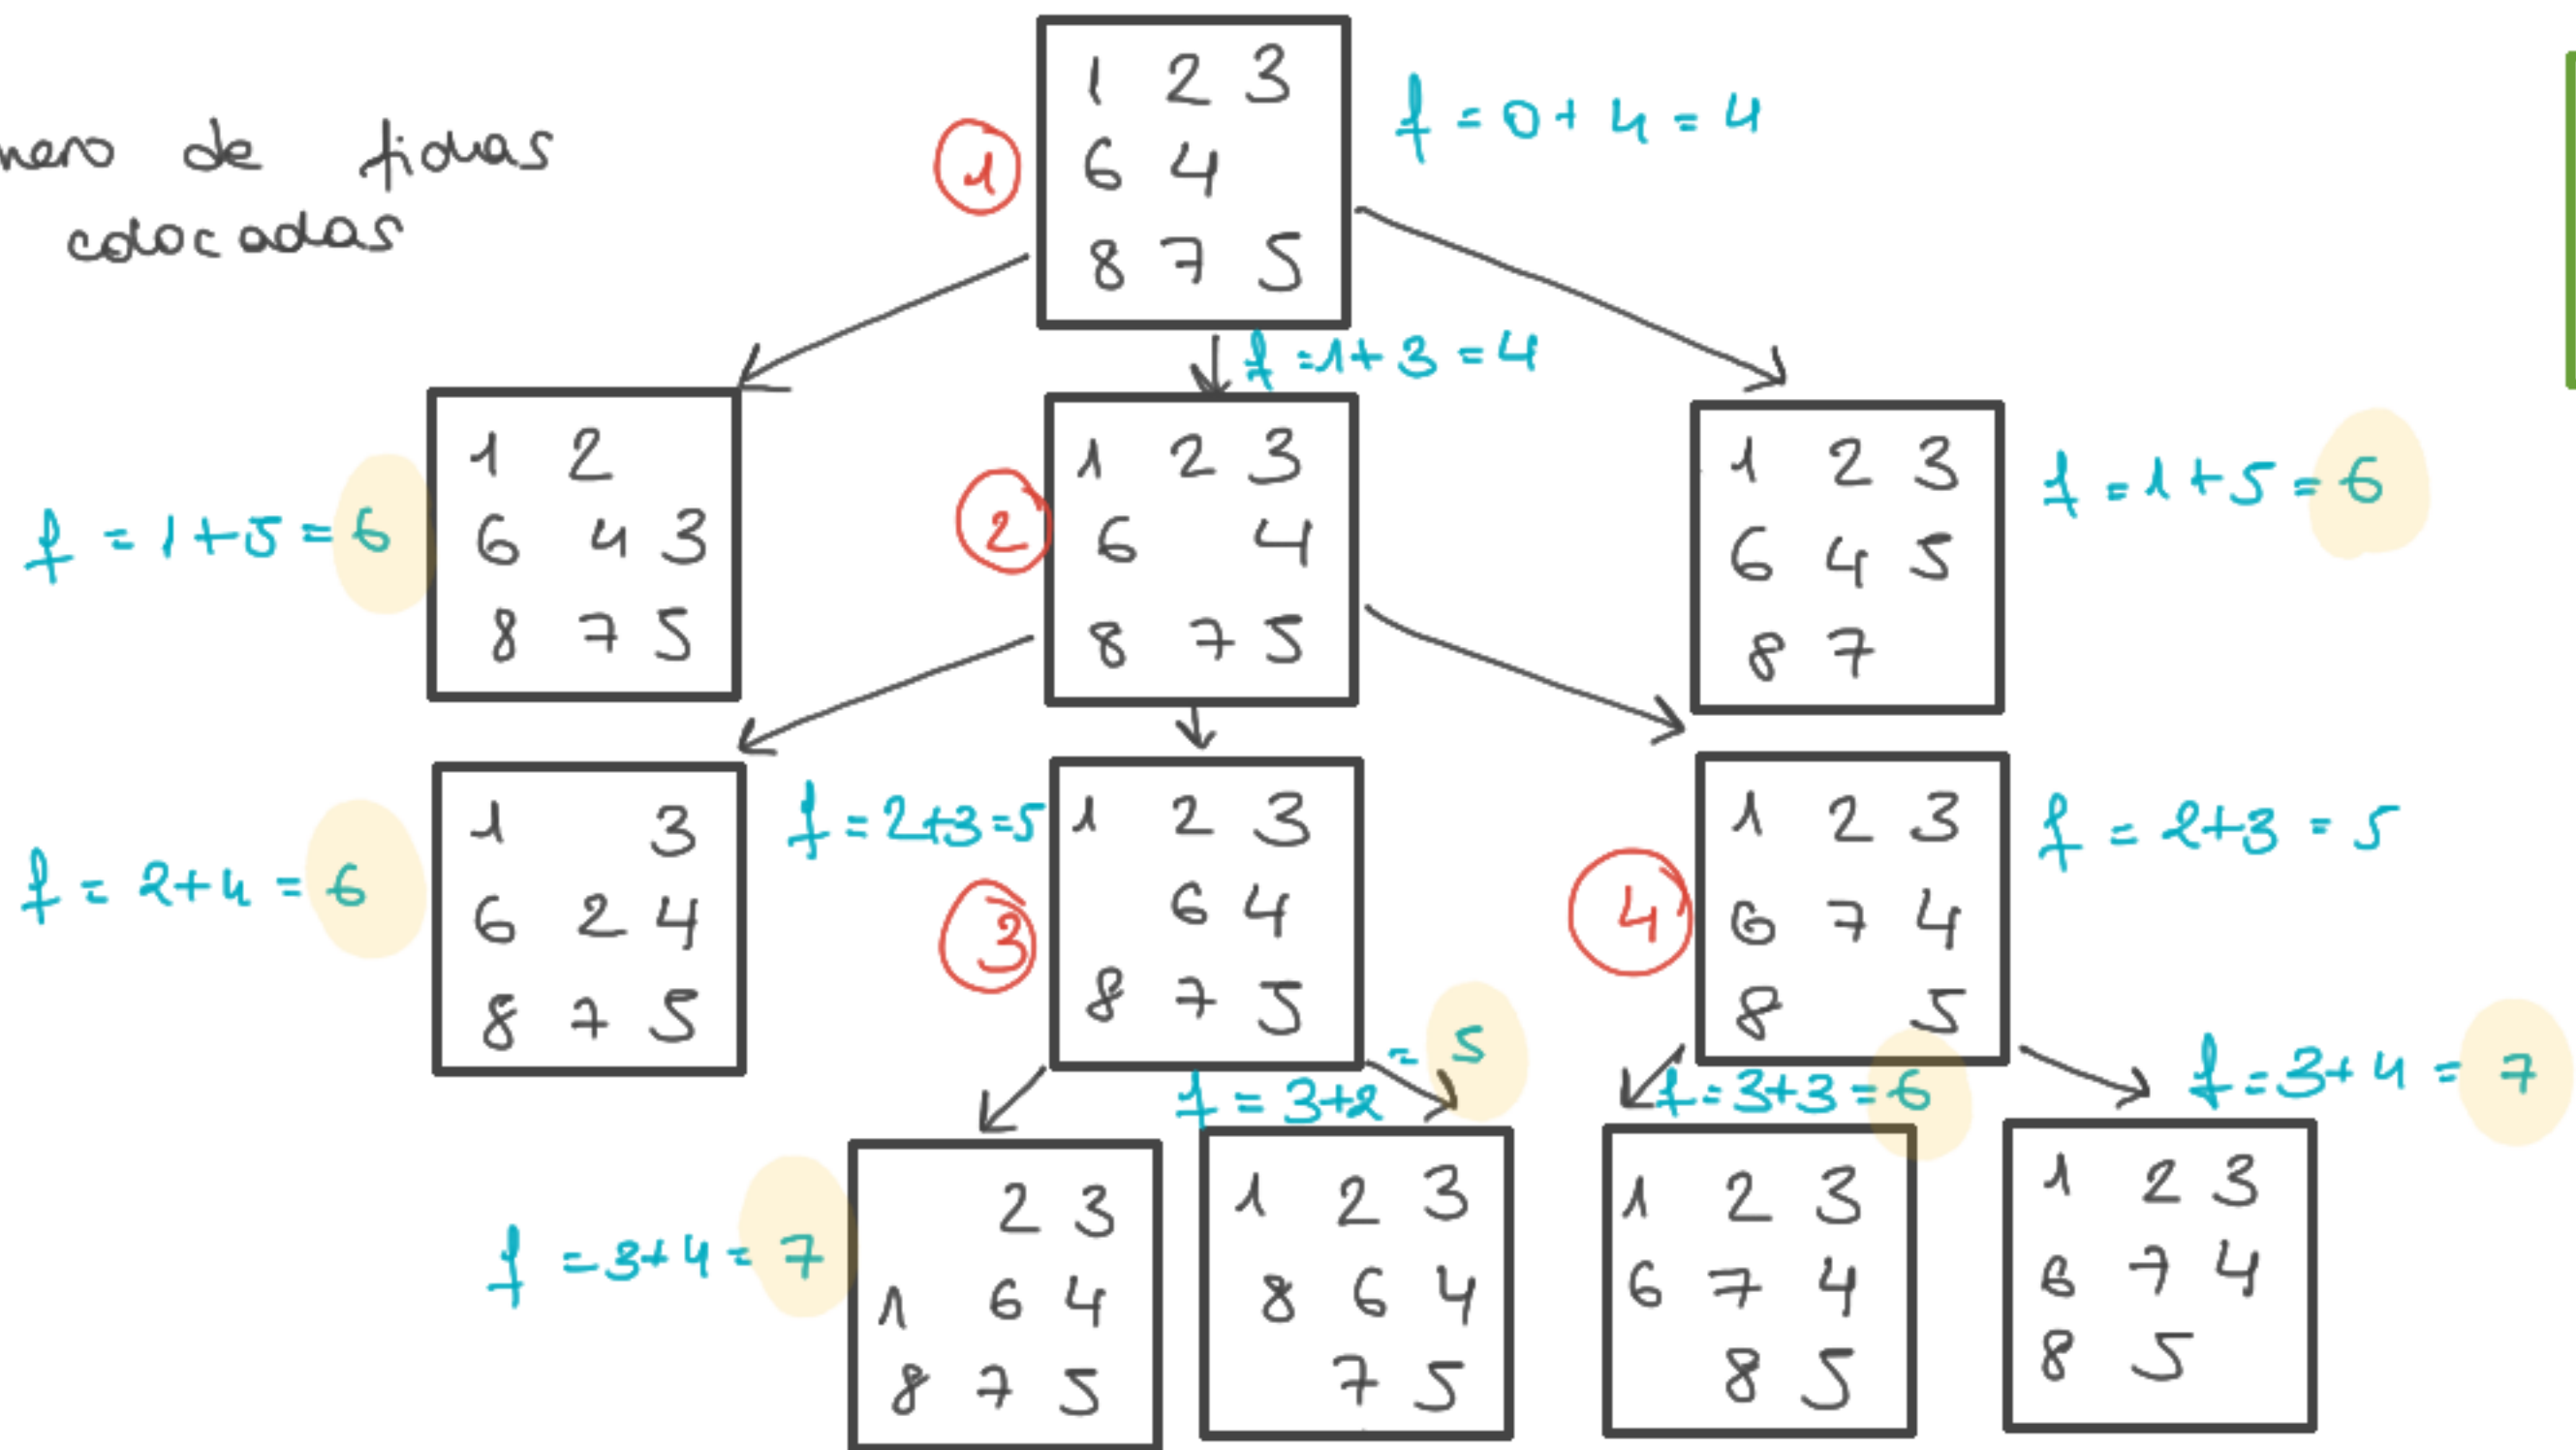 de fichas
colocadas
1 2 3
6 4
8 7 5
1
f = 0 + 4 = 4
f = 1 + 3 = 4
1 2
6 4 3
8 7 5
f = 1 + 5 = 6
1 2 3
6 4
8 7 5
2
1 2 3
6 4 5
8 7
f = 1 + 5 = 6
1 3
6 2 4
8 7 5
f = 2 + 4 = 6
f = 2+3 = 5
1 2 3
6 4
8 7 5
3
1 2 3
6 7 4
8 5
4
f = 2+3 = 5
f = 3+4 = 7
2 3
1 6 4
8 7 5
f = 3+2 = 5
1 2 3
8 6 4
7 5
f = 3+3 = 6
1 2 3
6 7 4
8 5
f = 3+4 = 7
1 2 3
6 7 4
8 5